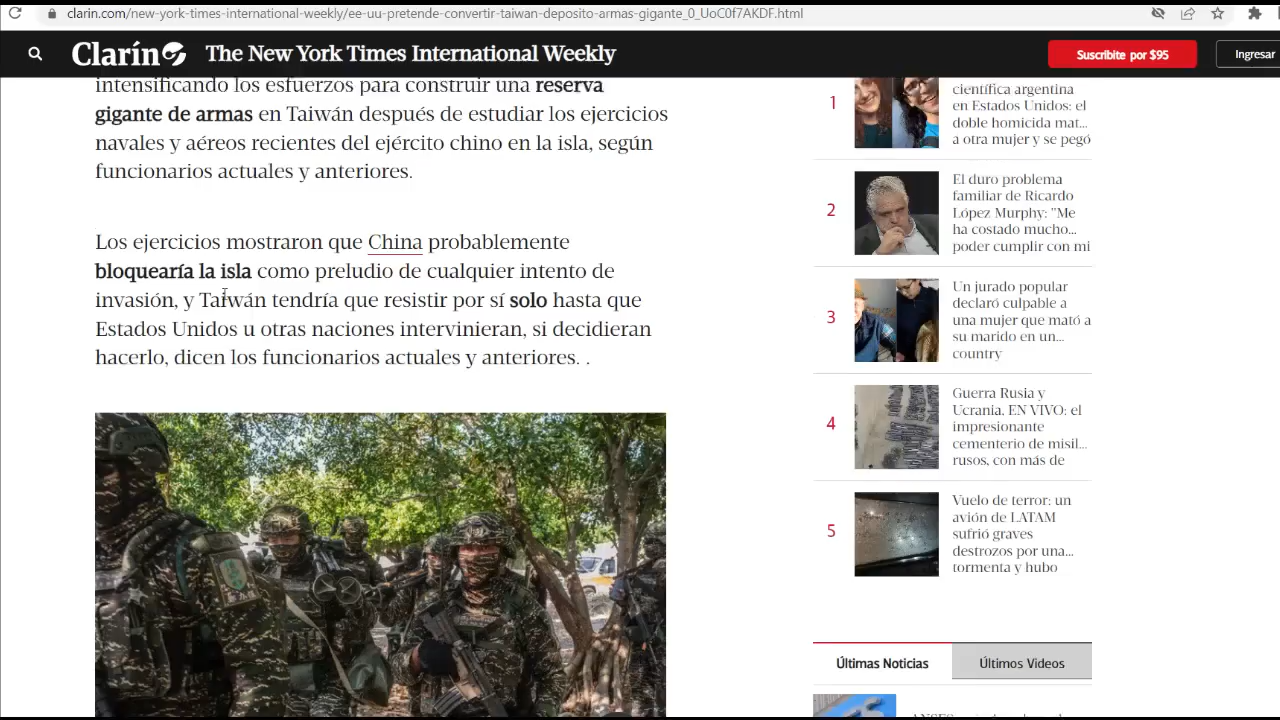 clarin.com/new-york-times-international-weekly/ee-uu-pretende-convertir-taiwan-deposito-armas-gigante_0_UoC0f7AKDF.html
Clarín
The New York Times International Weekly
Suscribite por $95
Ingresar
intensificando los esfuerzos para construir una reserva
gigante de armas en Taiwán después de estudiar los ejercicios
navales y aéreos recientes del ejército chino en la isla, según
funcionarios actuales y anteriores.
Los ejercicios mostraron que China probablemente
bloquearía la isla como preludio de cualquier intento de
invasión, y Taiwán tendría que resistir por sí solo hasta que
Estados Unidos u otras naciones intervinieran, si decidieran
hacerlo, dicen los funcionarios actuales y anteriores. .
1
científica argentina
en Estados Unidos: el
doble homicida mat...
a otra mujer y se pegó
2
El duro problema
familiar de Ricardo
López Murphy: "Me
ha costado mucho...
poder cumplir con mi
3
Un jurado popular
declaró culpable a
una mujer que mató a
su marido en un...
country
4
Guerra Rusia y
Ucrania, EN VIVO: el
impresionante
cementerio de misil...
rusos, con más de
5
Vuelo de terror: un
avión de LATAM
sufrió graves
destrozos por una...
tormenta y hubo
Últimas Noticias
Últimos Videos